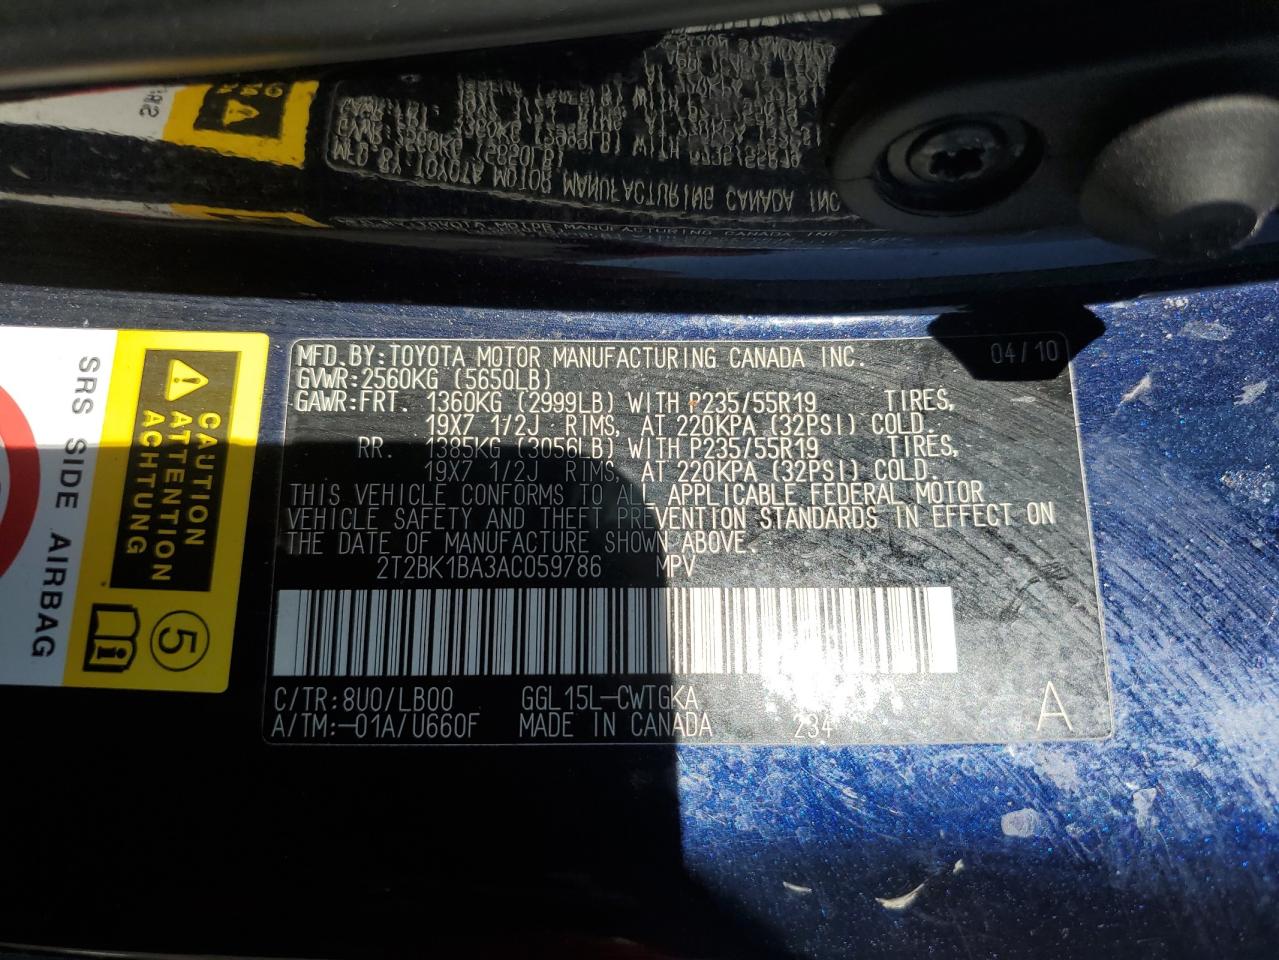 MFD.BY:TOYOTA MOTOR MANUFACTURING CANADA INC. 04/10
GVWR:2560KG (5650LB)
GAWR:FRT. 1360KG (2999LB) WITH P235/55R19 TIRES,
19X7 1/2J RIMS, AT 220KPA (32PSI) COLD.
RR. 1385KG (3056LB) WITH P235/55R19 TIRES,
19X7 1/2J RIMS, AT 220KPA (32PSI) COLD.
THIS VEHICLE CONFORMS TO ALL APPLICABLE FEDERAL MOTOR
VEHICLE SAFETY AND THEFT PREVENTION STANDARDS IN EFFECT ON
THE DATE OF MANUFACTURE SHOWN ABOVE.
2T2BK1BA3AC059786 MPV
C/TR:8U0/LB00 GGL15L-CWTGKA A
A/TM:-01A/U660F MADE IN CANADA 234
CAUTION
ATTENTION
ACHTUNG
5
SRS SIDE AIRBAG